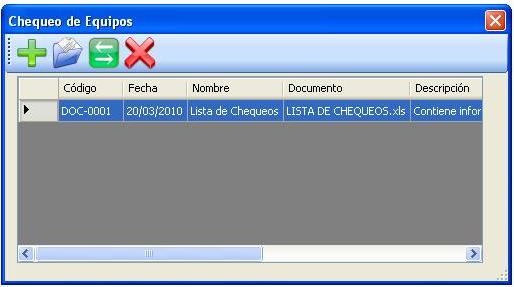 Chequeo de Equipos
Código Fecha Nombre Documento Descripción
DOC-0001 20/03/2010 Lista de Chequeos LISTA DE CHEQUEOS.xls Contiene infor